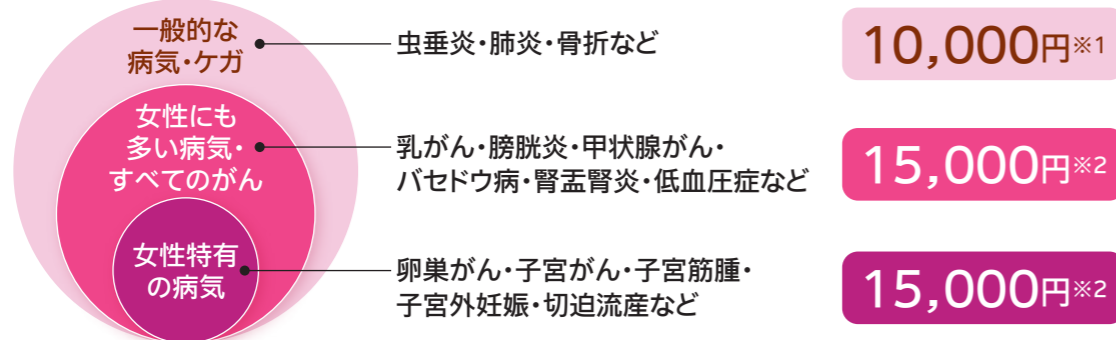 一般的な
病気・ケガ
虫垂炎・肺炎・骨折など
10,000円※1
女性にも
多い病気・
すべてのがん
乳がん・膀胱炎・甲状腺がん・
バセドウ病・腎盂腎炎・低血圧症など
15,000円※2
女性特有
の病気
卵巣がん・子宮がん・子宮筋腫・
子宮外妊娠・切迫流産など
15,000円※2